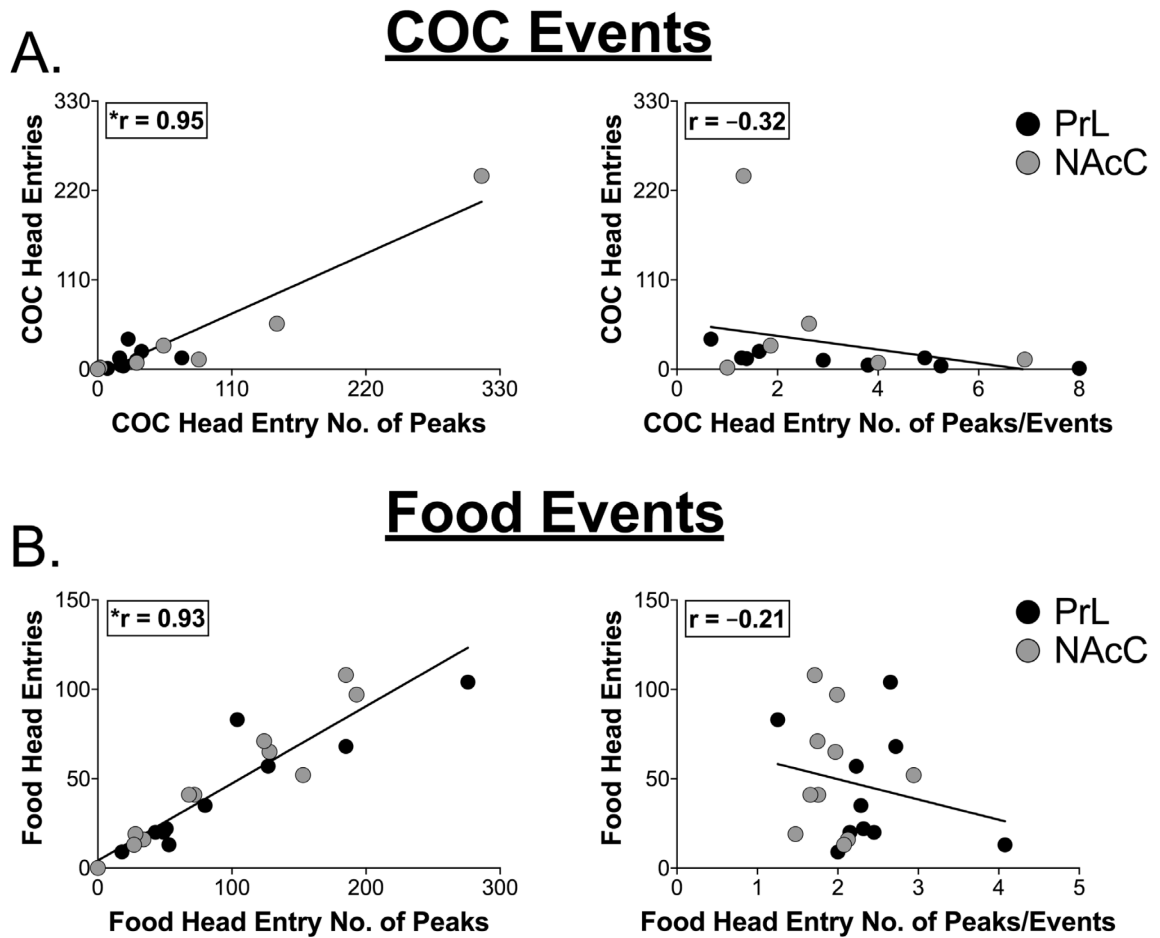 COC Events
A.
330
220
110
0
*r = 0.95
COC Head Entries
0 110 220 330
COC Head Entry No. of Peaks
330
220
110
0
r = −0.32
COC Head Entries
0 2 4 6 8
COC Head Entry No. of Peaks/Events
PrL
NAcC
Food Events
B.
150
100
50
0
*r = 0.93
Food Head Entries
0 100 200 300
Food Head Entry No. of Peaks
150
100
50
0
r = −0.21
Food Head Entries
0 1 2 3 4 5
Food Head Entry No. of Peaks/Events
PrL
NAcC